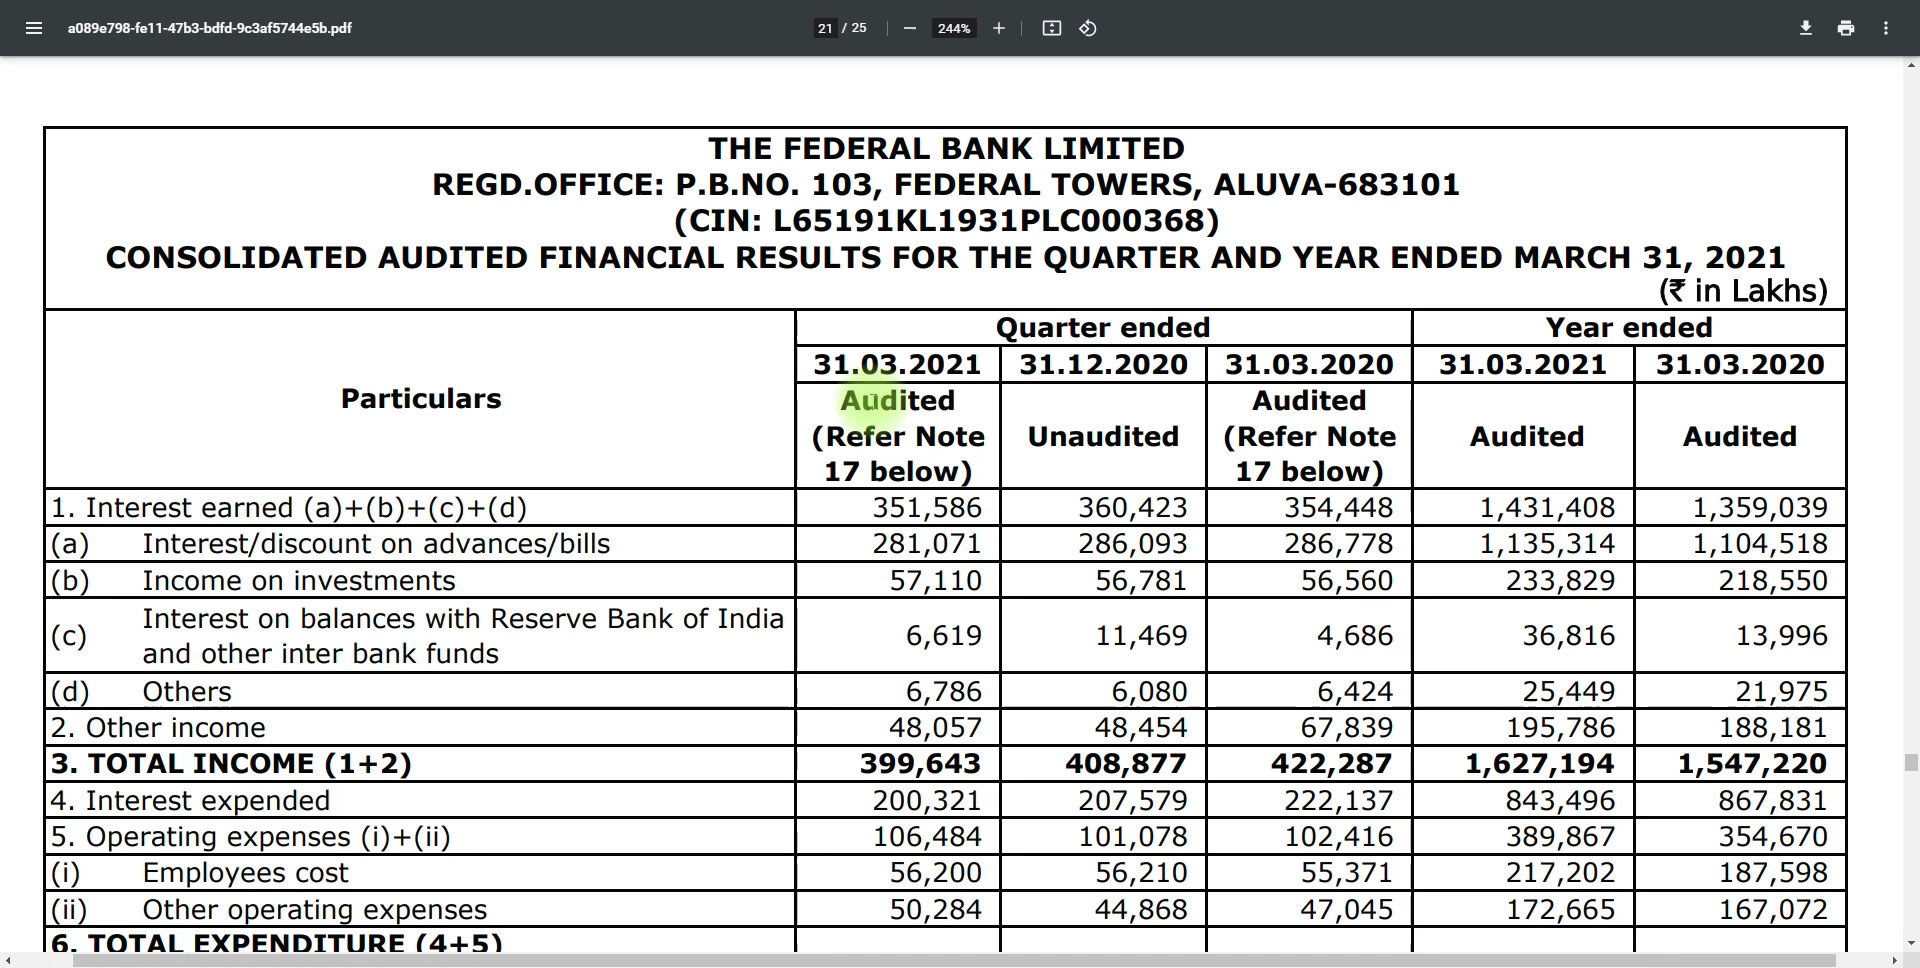 a089e798-fe11-47b3-bdfd-9c3af5744e5b.pdf
21 / 25
244%
THE FEDERAL BANK LIMITED
REGD.OFFICE: P.B.NO. 103, FEDERAL TOWERS, ALUVA-683101
(CIN: L65191KL1931PLC000368)
CONSOLIDATED AUDITED FINANCIAL RESULTS FOR THE QUARTER AND YEAR ENDED MARCH 31, 2021
(₹ in Lakhs)
Particulars
Quarter ended Year ended
31.03.2021 31.12.2020 31.03.2020 31.03.2021 31.03.2020
Audited (Refer Note 17 below) Unaudited Audited (Refer Note 17 below) Audited Audited
1. Interest earned (a)+(b)+(c)+(d) 351,586 360,423 354,448 1,431,408 1,359,039
(a) Interest/discount on advances/bills 281,071 286,093 286,778 1,135,314 1,104,518
(b) Income on investments 57,110 56,781 56,560 233,829 218,550
(c) Interest on balances with Reserve Bank of India and other inter bank funds 6,619 11,469 4,686 36,816 13,996
(d) Others 6,786 6,080 6,424 25,449 21,975
2. Other income 48,057 48,454 67,839 195,786 188,181
3. TOTAL INCOME (1+2) 399,643 408,877 422,287 1,627,194 1,547,220
4. Interest expended 200,321 207,579 222,137 843,496 867,831
5. Operating expenses (i)+(ii) 106,484 101,078 102,416 389,867 354,670
(i) Employees cost 56,200 56,210 55,371 217,202 187,598
(ii) Other operating expenses 50,284 44,868 47,045 172,665 167,072
6. TOTAL EXPENDITURE (4+5)